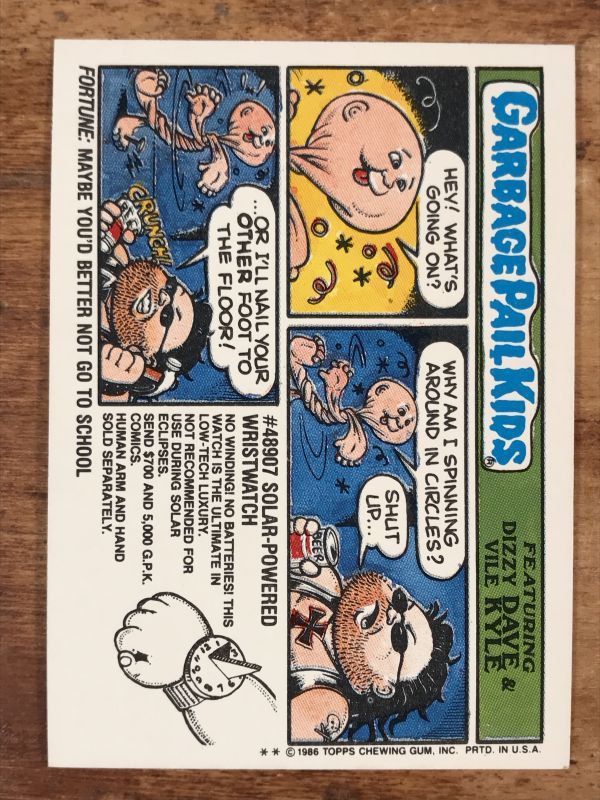 GARBAGE PAIL KIDS
FEATURING
DIZZY DAVE &
VILE KYLE
HEY! WHAT'S
GOING ON?
WHY AM I SPINNING
AROUND IN CIRCLES?
SHUT
UP...
BEER
...OR I'LL NAIL YOUR
OTHER FOOT TO
THE FLOOR!
CRUNCH!
#48907 SOLAR-POWERED
WRISTWATCH
NO WINDING! NO BATTERIES! THIS
WATCH IS THE ULTIMATE IN
LOW-TECH LUXURY.
NOT RECOMMENDED FOR
USE DURING SOLAR
ECLIPSES.
SEND $700 AND 5,000 G.P.K.
COMICS.
HUMAN ARM AND HAND
SOLD SEPARATELY.
FORTUNE: MAYBE YOU'D BETTER NOT GO TO SCHOOL
** © 1986 TOPPS CHEWING GUM, INC. PRTD. IN U.S.A.